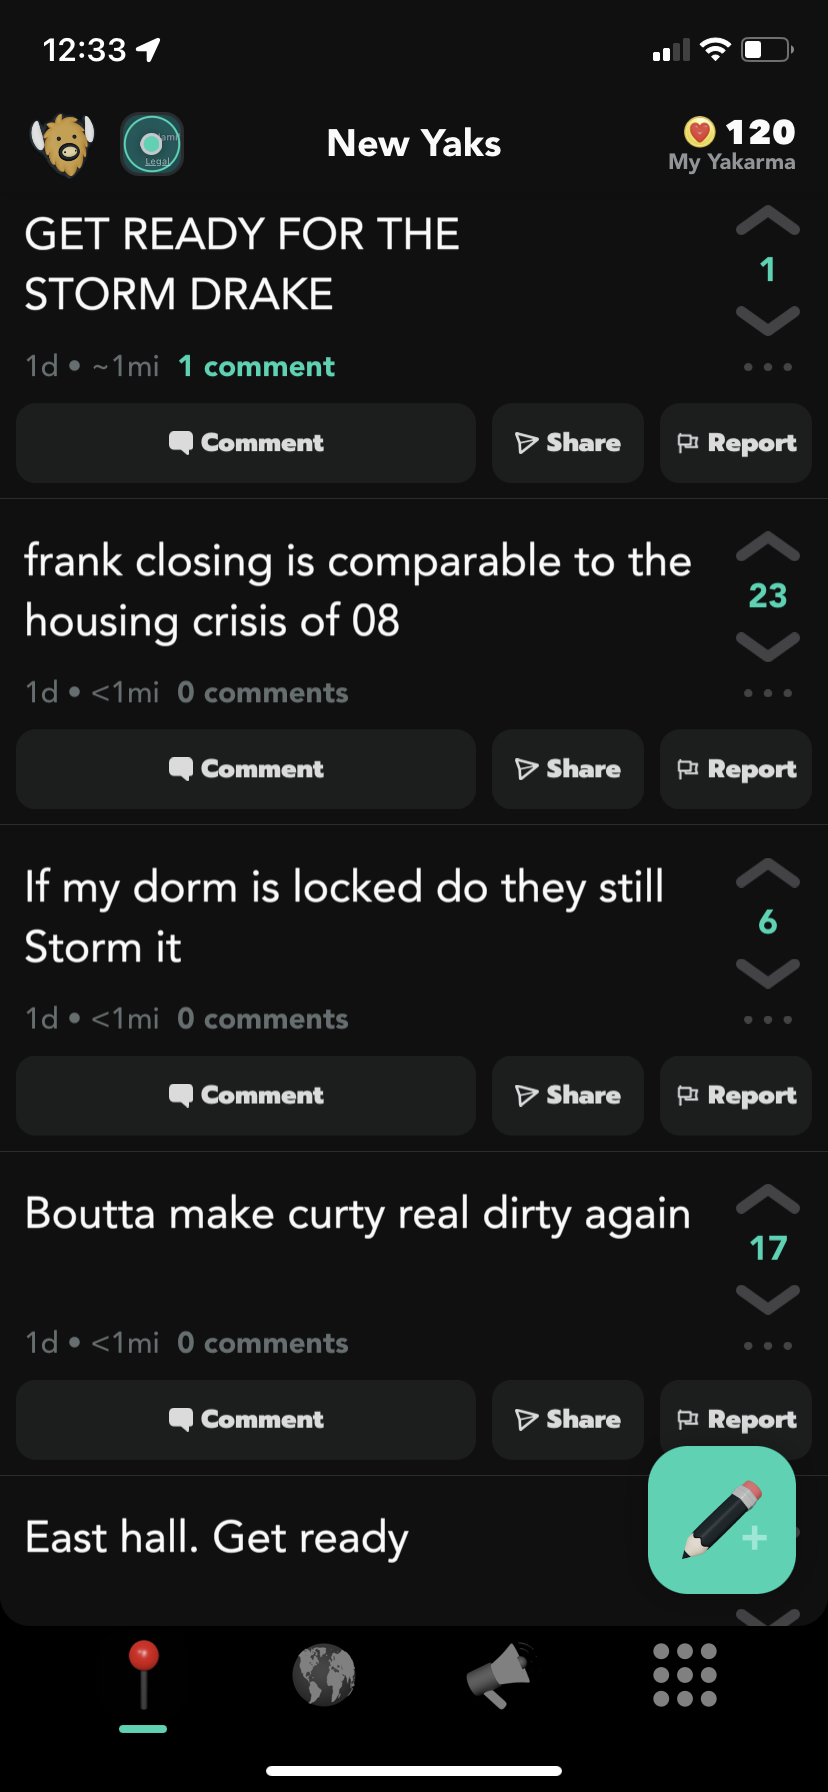 12:33
Legal
New Yaks
120
My Yakarma
GET READY FOR THE
STORM DRAKE
1
1d • ~1mi 1 comment
Comment
Share
Report
frank closing is comparable to the
housing crisis of 08
23
1d • <1mi 0 comments
Comment
Share
Report
If my dorm is locked do they still
Storm it
6
1d • <1mi 0 comments
Comment
Share
Report
Boutta make curty real dirty again
17
1d • <1mi 0 comments
Comment
Share
Report
East hall. Get ready